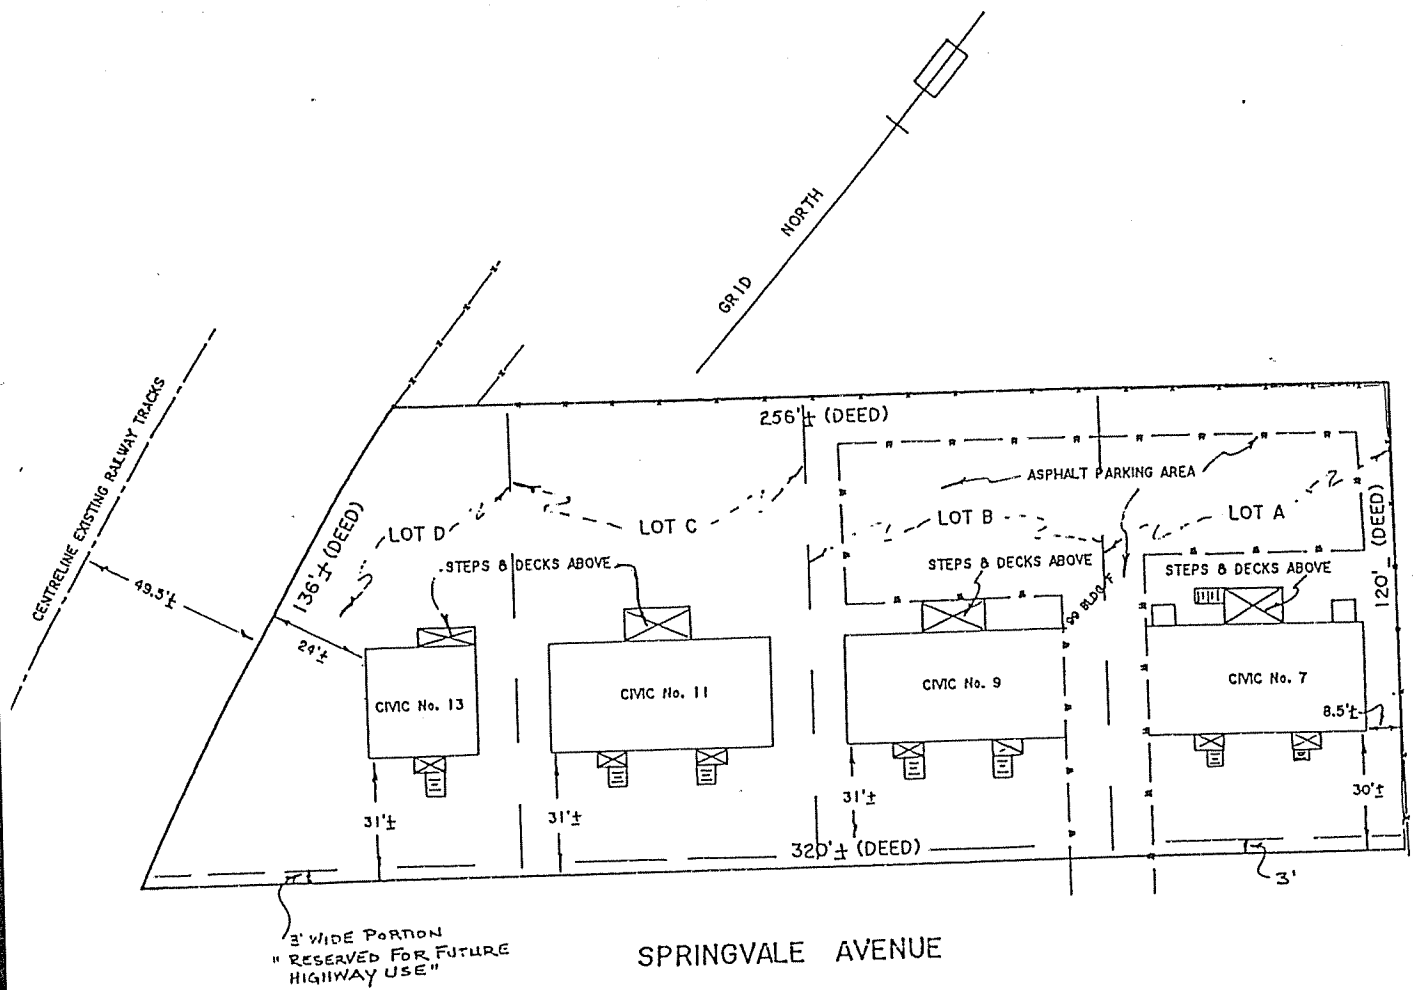 GRID NORTH
CENTRELINE EXISTING RAILWAY TRACKS
256'± (DEED)
ASPHALT PARKING AREA
LOT D
LOT C
LOT B
LOT A
136'± (DEED)
120'- (DEED)
STEPS & DECKS ABOVE
STEPS & DECKS ABOVE
STEPS & DECKS ABOVE
49.5'±
24'±
CIVIC No. 13
CIVIC No. 11
CIVIC No. 9
CIVIC No. 7
8.5'±
31'±
31'±
31'±
30'±
320'± (DEED)
3'
3' WIDE PORTION
" RESERVED FOR FUTURE
HIGHWAY USE"
SPRINGVALE AVENUE